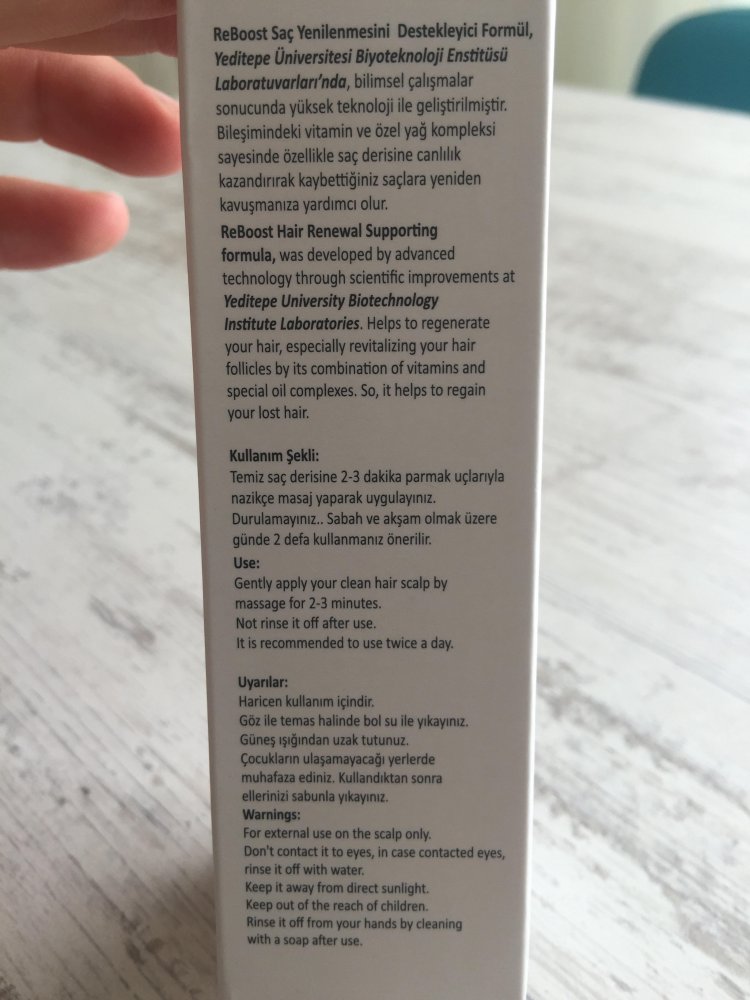 ReBoost Saç Yenilenmesini Destekleyici Formül,
Yeditepe Üniversitesi Biyoteknoloji Enstitüsü
Laboratuvarları'nda, bilimsel çalışmalar
sonucunda yüksek teknoloji ile geliştirilmiştir.
Bileşimindeki vitamin ve özel yağ kompleksi
sayesinde özellikle saç derisine canlılık
kazandırırak kaybettiğiniz saçlara yeniden
kavuşmanıza yardımcı olur.
ReBoost Hair Renewal Supporting
formula, was developed by advanced
technology through scientific improvements at
Yeditepe University Biotechnology
Institute Laboratories. Helps to regenerate
your hair, especially revitalizing your hair
follicles by its combination of vitamins and
special oil complexes. So, it helps to regain
your lost hair.
Kullanım Şekli:
Temiz saç derisine 2-3 dakika parmak uçlarıyla
nazikçe masaj yaparak uygulayınız.
Durulamayınız.. Sabah ve akşam olmak üzere
günde 2 defa kullanmanız önerilir.
Use:
Gently apply your clean hair scalp by
massage for 2-3 minutes.
Not rinse it off after use.
It is recommended to use twice a day.
Uyarılar:
Haricen kullanım içindir.
Göz ile temas halinde bol su ile yıkayınız.
Güneş ışığından uzak tutunuz.
Çocukların ulaşamayacağı yerlerde
muhafaza ediniz. Kullandıktan sonra
ellerinizi sabunla yıkayınız.
Warnings:
For external use on the scalp only.
Don't contact it to eyes, in case contacted eyes,
rinse it off with water.
Keep it away from direct sunlight.
Keep out of the reach of children.
Rinse it off from your hands by cleaning
with a soap after use.